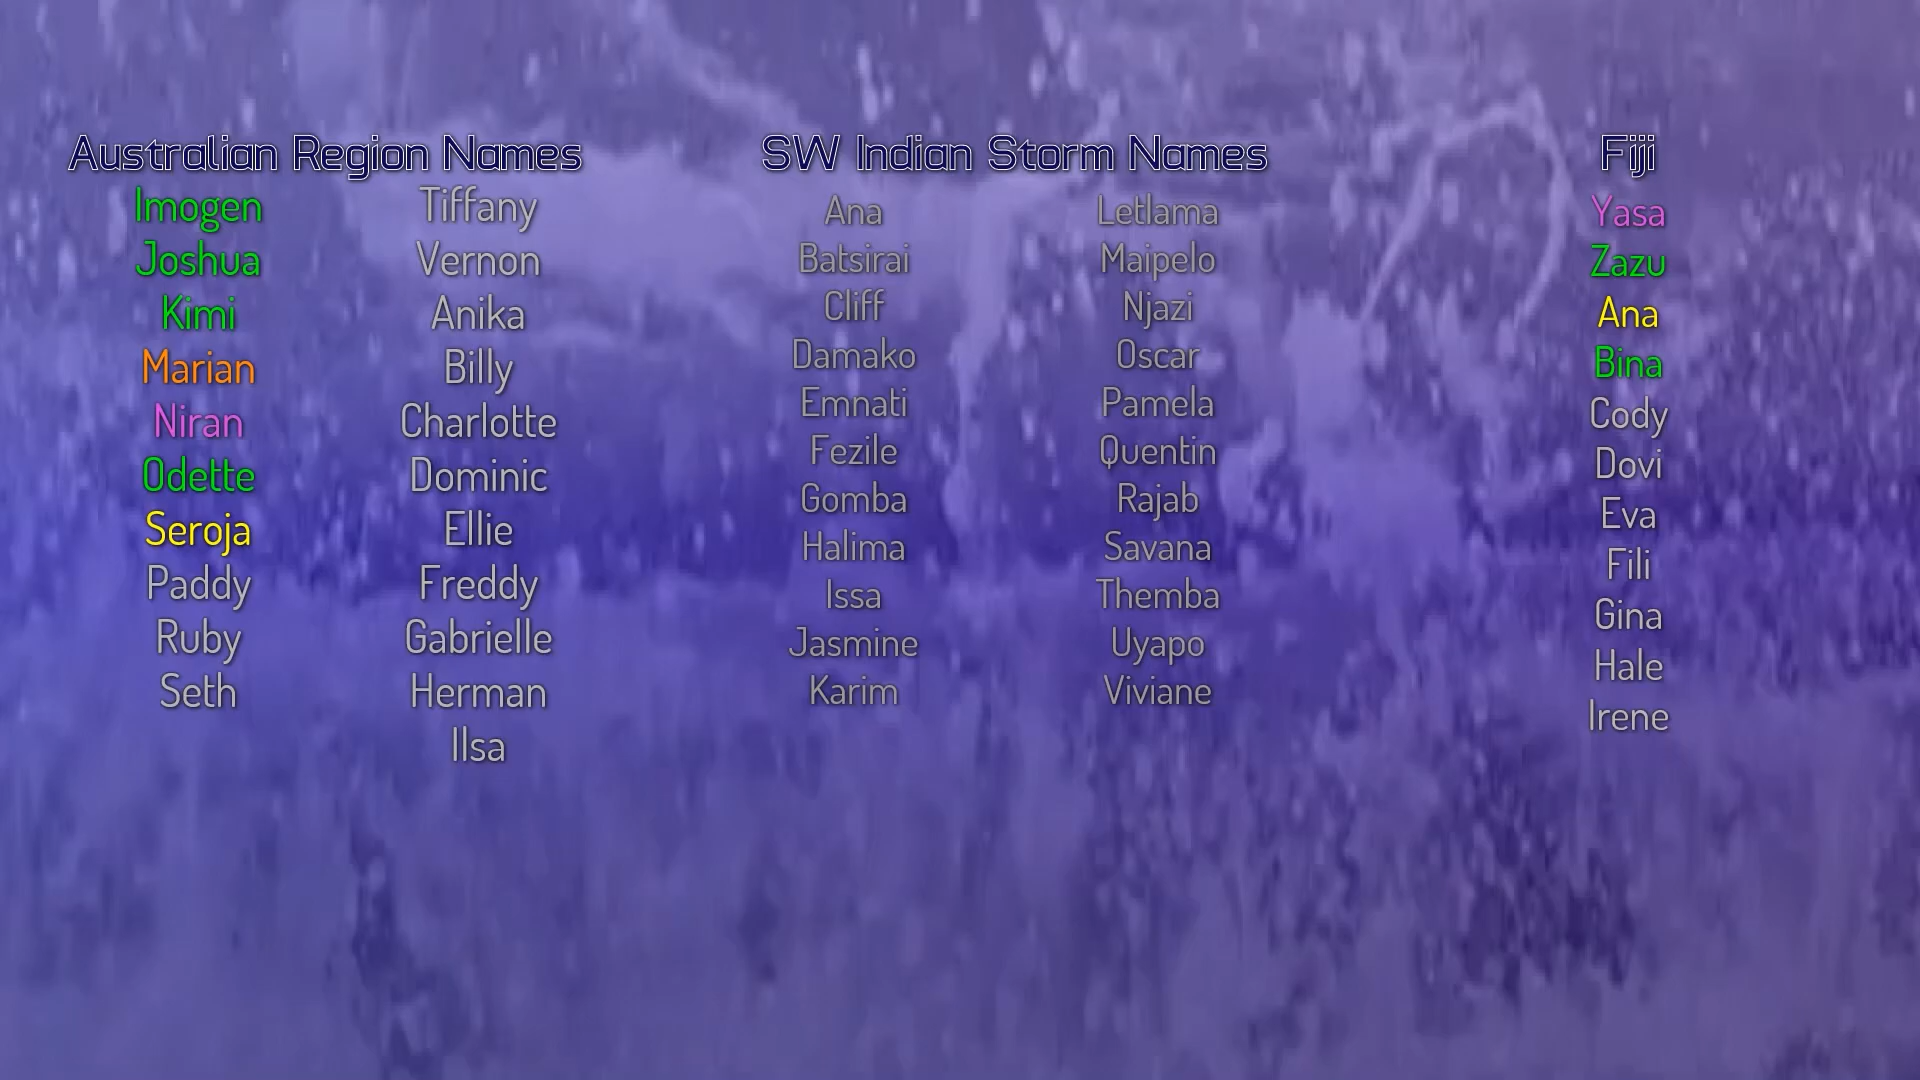 Australian Region Names
Imogen
Joshua
Kimi
Marian
Niran
Odette
Seroja
Paddy
Ruby
Seth
Tiffany
Vernon
Anika
Billy
Charlotte
Dominic
Ellie
Freddy
Gabrielle
Herman
Ilsa
SW Indian Storm Names
Ana
Batsirai
Cliff
Damako
Emnati
Fezile
Gomba
Halima
Issa
Jasmine
Karim
Letlama
Maipelo
Njazi
Oscar
Pamela
Quentin
Rajab
Savana
Themba
Uyapo
Viviane
Fiji
Yasa
Zazu
Ana
Bina
Cody
Dovi
Eva
Fili
Gina
Hale
Irene